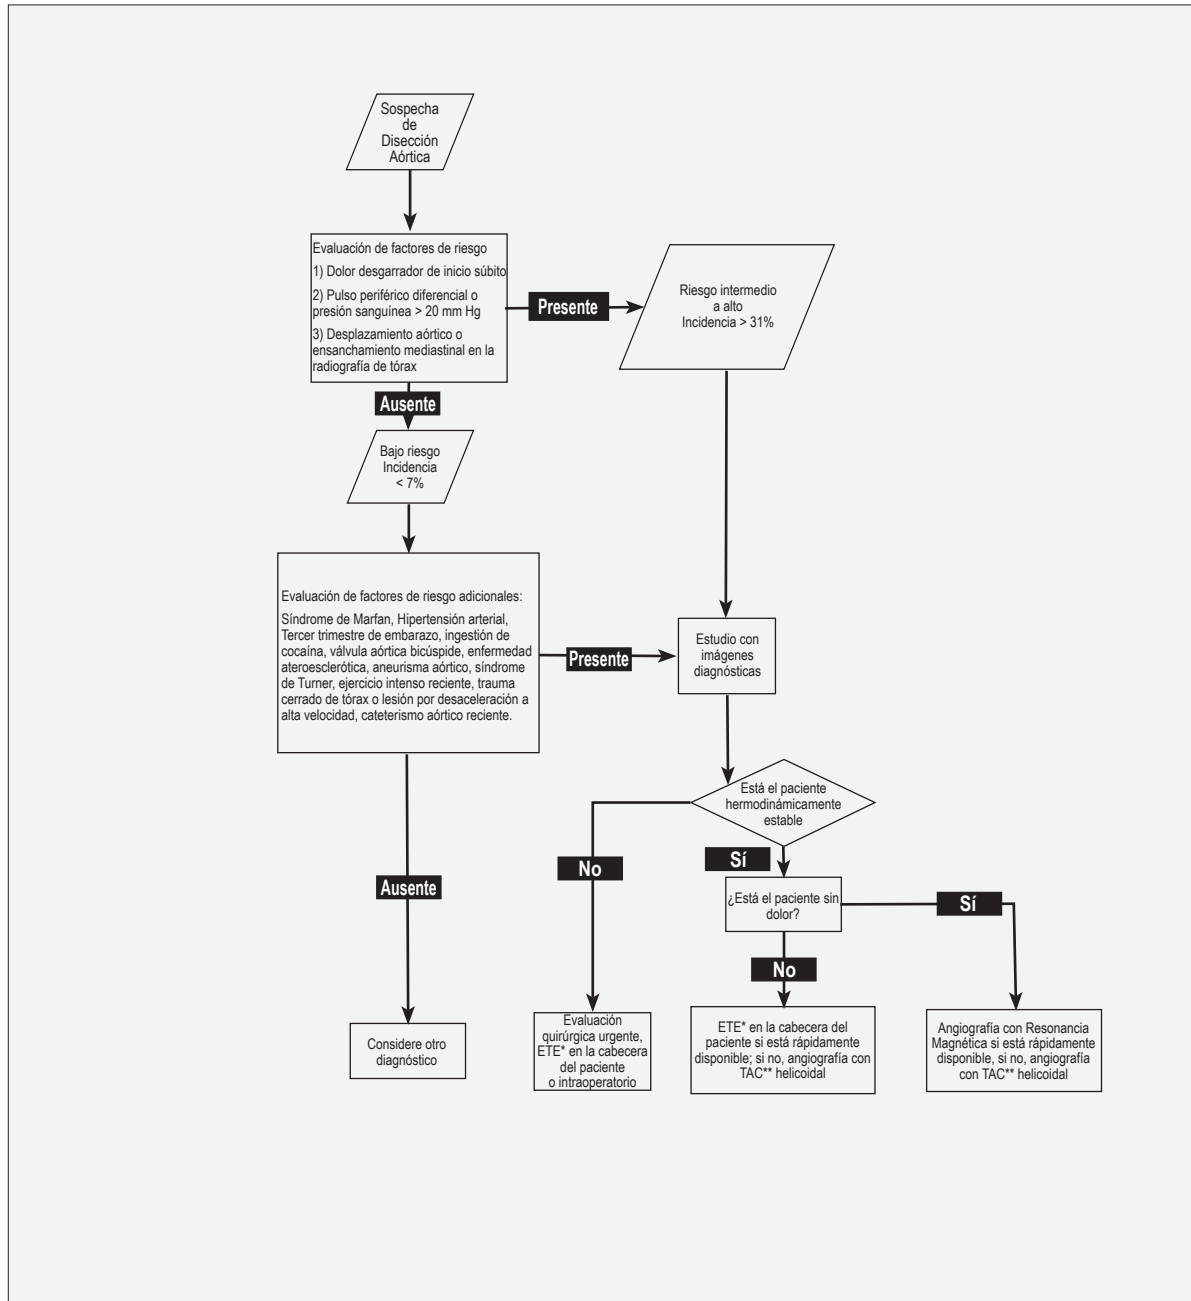 Sospecha
de
Disección
Aórtica
Evaluación de factores de riesgo
1) Dolor desgarrador de inicio súbito
2) Pulso periférico diferencial o
presión sanguínea > 20 mm Hg
3) Desplazamiento aórtico o
ensanchamiento mediastinal en la
radiografía de tórax
Presente
Riesgo intermedio
a alto
Incidencia > 31%
Ausente
Bajo riesgo
Incidencia
< 7%
Evaluación de factores de riesgo adicionales:
Síndrome de Marfan, Hipertensión arterial,
Tercer trimestre de embarazo, ingestión de
cocaína, válvula aórtica bicúspide, enfermedad
ateroesclerótica, aneurisma aórtico, síndrome
de Turner, ejercicio intenso reciente, trauma
cerrado de tórax o lesión por desaceleración a
alta velocidad, cateterismo aórtico reciente.
Presente
Estudio con
imágenes
diagnósticas
Está el paciente
hermodinámicamente
estable
No
Sí
Ausente
¿Está el paciente sin
dolor?
Sí
No
Considere otro
diagnóstico
Evaluación
quirúrgica urgente,
ETE* en la cabecera
del paciente
o intraoperatorio
ETE* en la cabecera del
paciente si está rápidamente
disponible; si no, angiografía con
TAC** helicoidal
Angiografía con Resonancia
Magnética si está rápidamente
disponible, si no, angiografía
con TAC** helicoidal